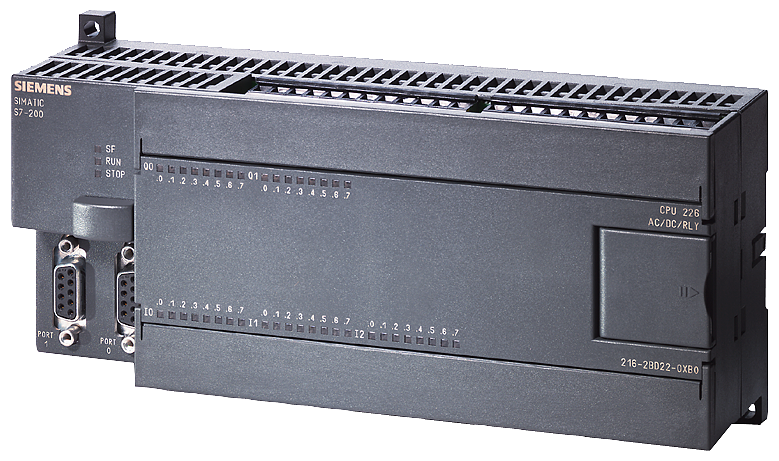 SIEMENS
SIMATIC
S7-200
SF
RUN
STOP
Q0
.0 .1 .2 .3 .4 .5 .6 .7
Q1
.0 .1 .2 .3 .4 .5 .6 .7
CPU 226
AC/DC/RLY
I0
.0 .1 .2 .3 .4 .5 .6 .7
I1
.0 .1 .2 .3 .4 .5 .6 .7
I2
.0 .1 .2 .3 .4 .5 .6 .7
PORT
1
PORT
0
216-2BD22-0XB0